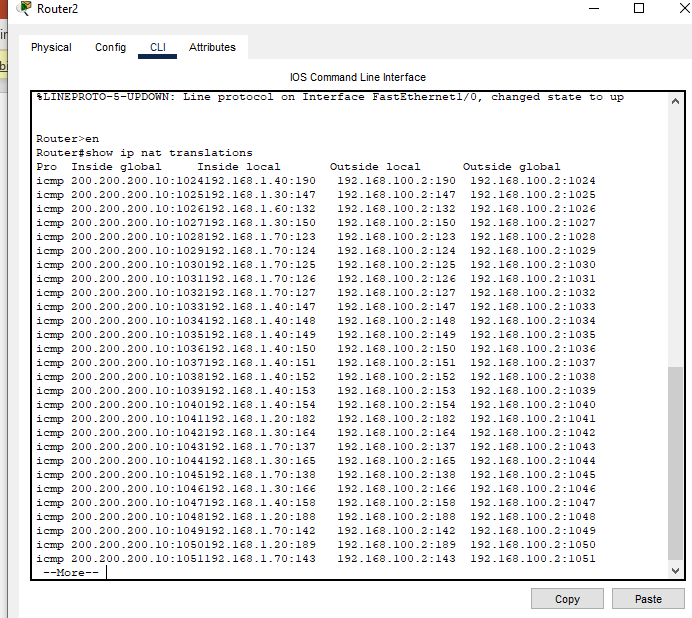 Router2
Physical Config CLI Attributes
IOS Command Line Interface
%LINEPROTO-5-UPDOWN: Line protocol on Interface FastEthernet1/0, changed state to up
Router>en
Router#show ip nat translations
Pro Inside global Inside local Outside local Outside global
icmp 200.200.200.10:1024192.168.1.40:190 192.168.100.2:190 192.168.100.2:1024
icmp 200.200.200.10:1025192.168.1.30:147 192.168.100.2:147 192.168.100.2:1025
icmp 200.200.200.10:1026192.168.1.60:132 192.168.100.2:132 192.168.100.2:1026
icmp 200.200.200.10:1027192.168.1.30:150 192.168.100.2:150 192.168.100.2:1027
icmp 200.200.200.10:1028192.168.1.70:123 192.168.100.2:123 192.168.100.2:1028
icmp 200.200.200.10:1029192.168.1.70:124 192.168.100.2:124 192.168.100.2:1029
icmp 200.200.200.10:1030192.168.1.70:125 192.168.100.2:125 192.168.100.2:1030
icmp 200.200.200.10:1031192.168.1.70:126 192.168.100.2:126 192.168.100.2:1031
icmp 200.200.200.10:1032192.168.1.70:127 192.168.100.2:127 192.168.100.2:1032
icmp 200.200.200.10:1033192.168.1.40:147 192.168.100.2:147 192.168.100.2:1033
icmp 200.200.200.10:1034192.168.1.40:148 192.168.100.2:148 192.168.100.2:1034
icmp 200.200.200.10:1035192.168.1.40:149 192.168.100.2:149 192.168.100.2:1035
icmp 200.200.200.10:1036192.168.1.40:150 192.168.100.2:150 192.168.100.2:1036
icmp 200.200.200.10:1037192.168.1.40:151 192.168.100.2:151 192.168.100.2:1037
icmp 200.200.200.10:1038192.168.1.40:152 192.168.100.2:152 192.168.100.2:1038
icmp 200.200.200.10:1039192.168.1.40:153 192.168.100.2:153 192.168.100.2:1039
icmp 200.200.200.10:1040192.168.1.40:154 192.168.100.2:154 192.168.100.2:1040
icmp 200.200.200.10:1041192.168.1.20:182 192.168.100.2:182 192.168.100.2:1041
icmp 200.200.200.10:1042192.168.1.30:164 192.168.100.2:164 192.168.100.2:1042
icmp 200.200.200.10:1043192.168.1.70:137 192.168.100.2:137 192.168.100.2:1043
icmp 200.200.200.10:1044192.168.1.30:165 192.168.100.2:165 192.168.100.2:1044
icmp 200.200.200.10:1045192.168.1.70:138 192.168.100.2:138 192.168.100.2:1045
icmp 200.200.200.10:1046192.168.1.30:166 192.168.100.2:166 192.168.100.2:1046
icmp 200.200.200.10:1047192.168.1.40:158 192.168.100.2:158 192.168.100.2:1047
icmp 200.200.200.10:1048192.168.1.20:188 192.168.100.2:188 192.168.100.2:1048
icmp 200.200.200.10:1049192.168.1.70:142 192.168.100.2:142 192.168.100.2:1049
icmp 200.200.200.10:1050192.168.1.20:189 192.168.100.2:189 192.168.100.2:1050
icmp 200.200.200.10:1051192.168.1.70:143 192.168.100.2:143 192.168.100.2:1051
--More--
Copy Paste